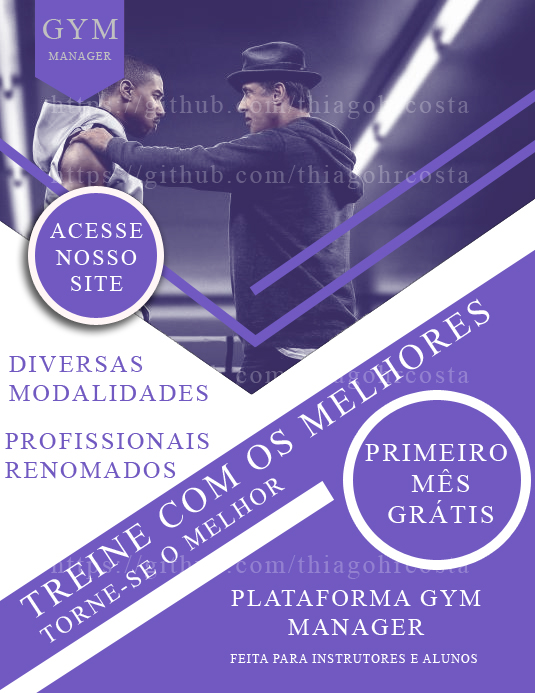 GYM
MANAGER
https://github.com/thiagohrcosta
https://github.com/thiagohrcosta
ACESSE
NOSSO
SITE
DIVERSAS
MODALIDADES
com/thiagohrcosta
PROFISSIONAIS
RENOMADOS
TREINE COM OS MELHORES
TORNE-SE O MELHOR
PRIMEIRO
MÊS
GRÁTIS
https://github.com/thiagohrcosta
PLATAFORMA GYM
MANAGER
FEITA PARA INSTRUTORES E ALUNOS